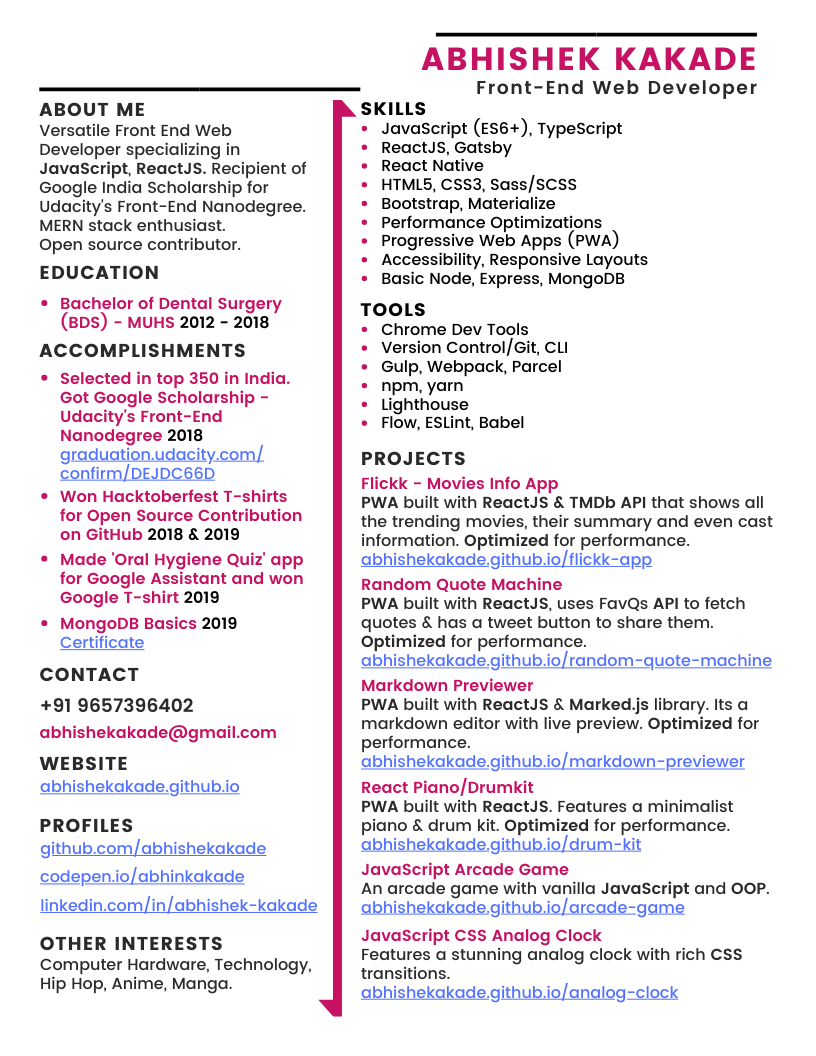 ABHISHEK KAKADE
Front-End Web Developer
ABOUT ME
Versatile Front End Web
Developer specializing in
JavaScript, ReactJS. Recipient of
Google India Scholarship for
Udacity's Front-End Nanodegree.
MERN stack enthusiast.
Open source contributor.
EDUCATION
• Bachelor of Dental Surgery
(BDS) - MUHS 2012 - 2018
ACCOMPLISHMENTS
• Selected in top 350 in India.
Got Google Scholarship -
Udacity's Front-End
Nanodegree 2018
graduation.udacity.com/
confirm/DEJDC66D
• Won Hacktoberfest T-shirts
for Open Source Contribution
on GitHub 2018 & 2019
• Made 'Oral Hygiene Quiz' app
for Google Assistant and won
Google T-shirt 2019
• MongoDB Basics 2019
Certificate
CONTACT
+91 9657396402
abhishekakade@gmail.com
WEBSITE
abhishekakade.github.io
PROFILES
github.com/abhishekakade
codepen.io/abhinkakade
linkedin.com/in/abhishek-kakade
OTHER INTERESTS
Computer Hardware, Technology,
Hip Hop, Anime, Manga.
SKILLS
• JavaScript (ES6+), TypeScript
• ReactJS, Gatsby
• React Native
• HTML5, CSS3, Sass/SCSS
• Bootstrap, Materialize
• Performance Optimizations
• Progressive Web Apps (PWA)
• Accessibility, Responsive Layouts
• Basic Node, Express, MongoDB
TOOLS
• Chrome Dev Tools
• Version Control/Git, CLI
• Gulp, Webpack, Parcel
• npm, yarn
• Lighthouse
• Flow, ESLint, Babel
PROJECTS
Flickk - Movies Info App
PWA built with ReactJS & TMDb API that shows all
the trending movies, their summary and even cast
information. Optimized for performance.
abhishekakade.github.io/flickk-app
Random Quote Machine
PWA built with ReactJS, uses FavQs API to fetch
quotes & has a tweet button to share them.
Optimized for performance.
abhishekakade.github.io/random-quote-machine
Markdown Previewer
PWA built with ReactJS & Marked.js library. Its a
markdown editor with live preview. Optimized for
performance.
abhishekakade.github.io/markdown-previewer
React Piano/Drumkit
PWA built with ReactJS. Features a minimalist
piano & drum kit. Optimized for performance.
abhishekakade.github.io/drum-kit
JavaScript Arcade Game
An arcade game with vanilla JavaScript and OOP.
abhishekakade.github.io/arcade-game
JavaScript CSS Analog Clock
Features a stunning analog clock with rich CSS
transitions.
abhishekakade.github.io/analog-clock